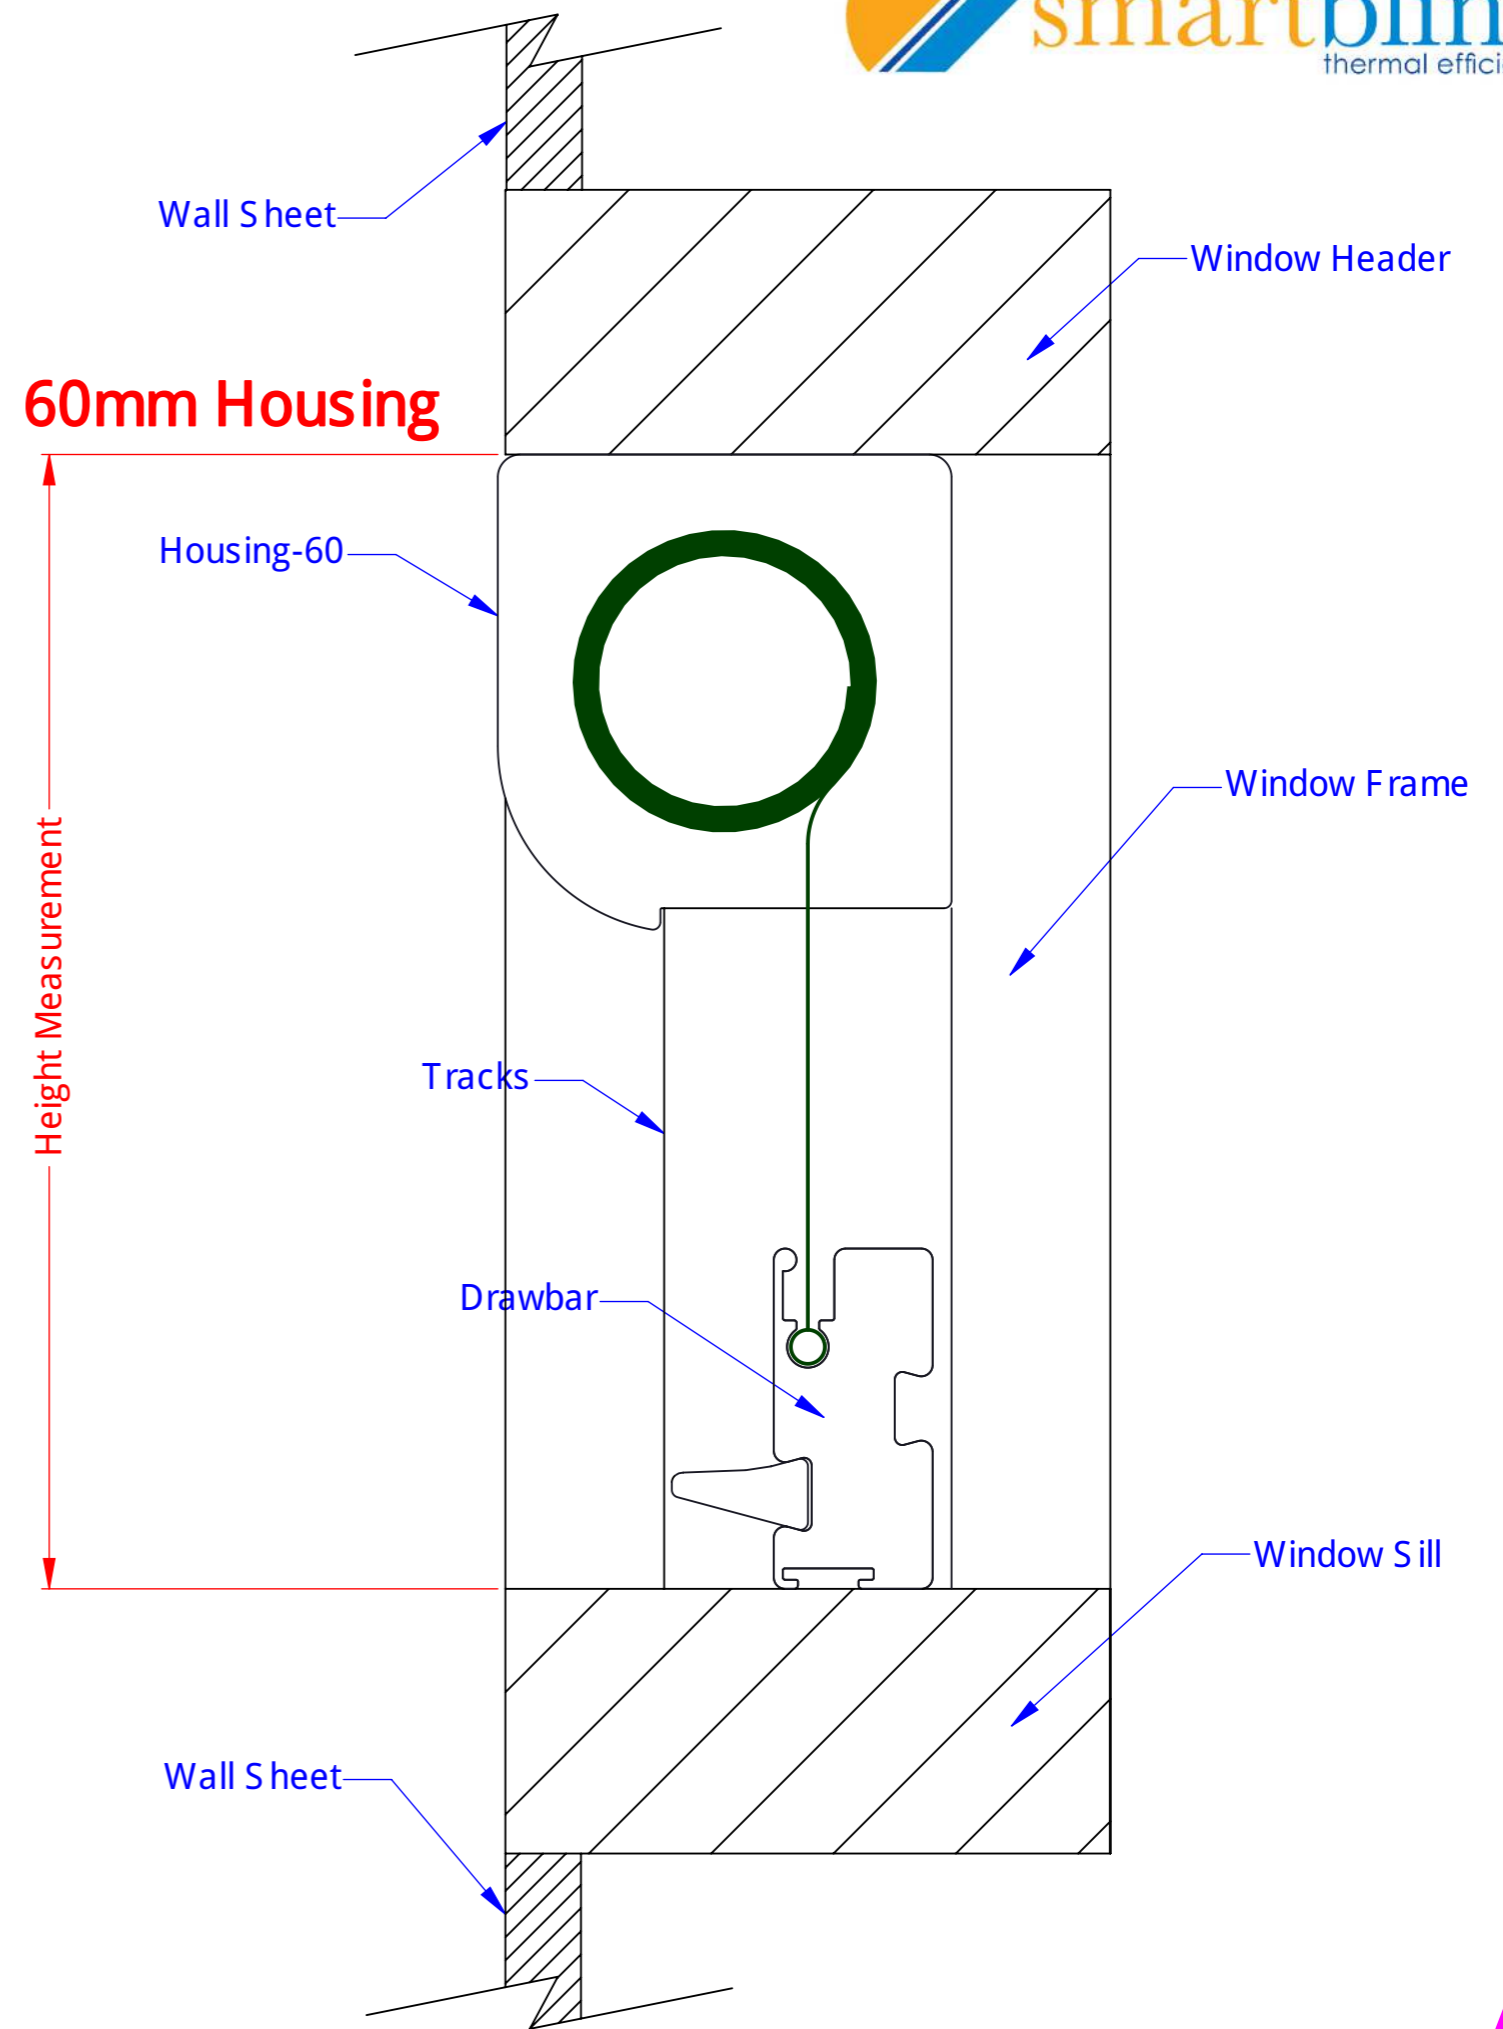 smartblin
thermal effici
Wall Sheet
Window Header
60mm Housing
Housing-60
Window Frame
Height Measurement
Tracks
Drawbar
Window Sill
Wall Sheet